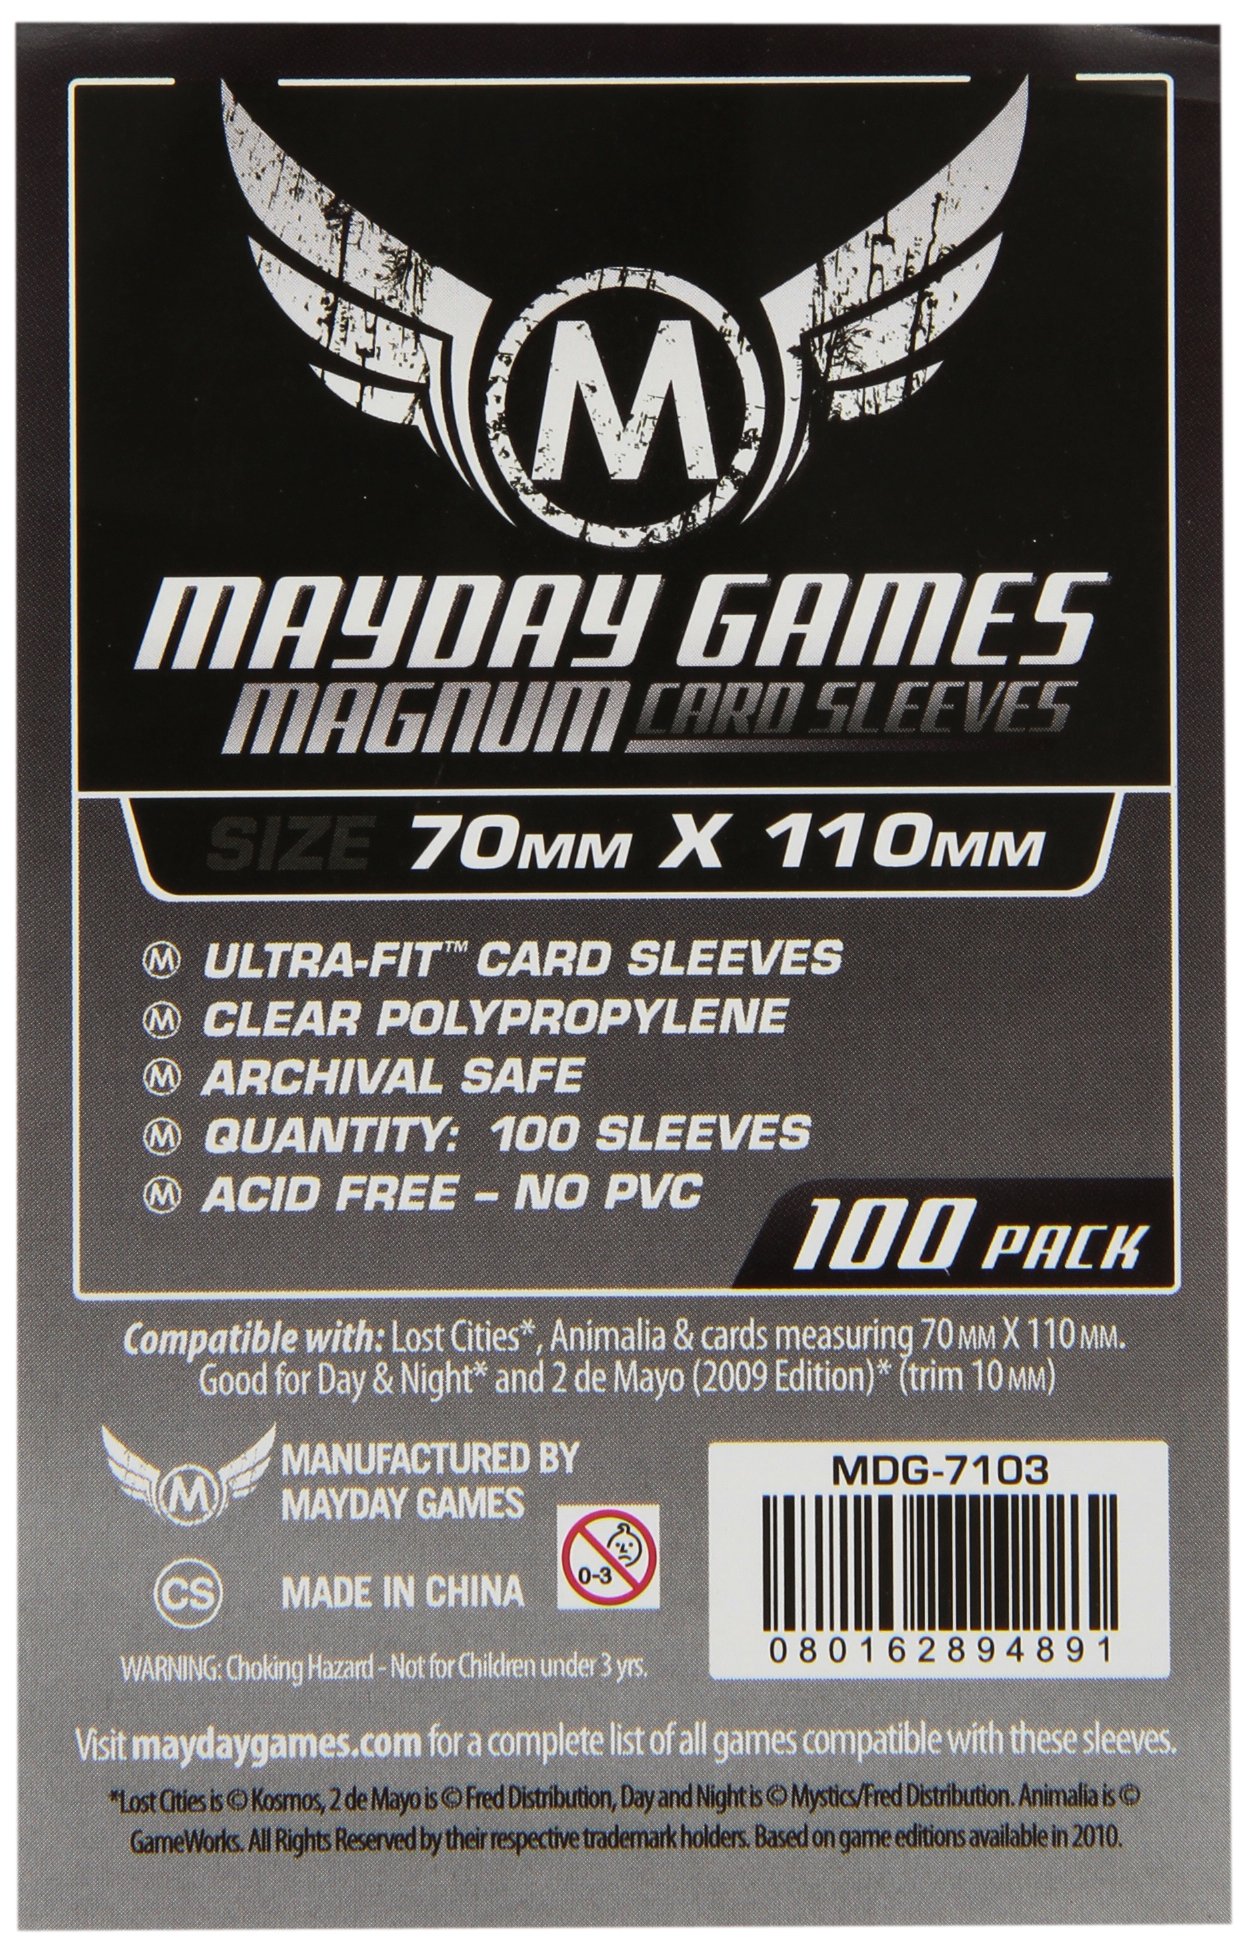 M
MAYDAY GAMES
MAGNUM CARD SLEEVES
SIZE 70MM X 110MM
M ULTRA-FIT™ CARD SLEEVES
M CLEAR POLYPROPYLENE
M ARCHIVAL SAFE
M QUANTITY: 100 SLEEVES
M ACID FREE – NO PVC
100 PACK
Compatible with: Lost Cities*, Animalia & cards measuring 70 MM X 110 MM.
Good for Day & Night* and 2 de Mayo (2009 Edition)* (trim 10 MM)
M MANUFACTURED BY
MAYDAY GAMES
CS MADE IN CHINA
0-3
WARNING: Choking Hazard - Not for Children under 3 yrs.
MDG-7103
080162894891
Visit maydaygames.com for a complete list of all games compatible with these sleeves.
*Lost Cities is © Kosmos, 2 de Mayo is © Fred Distribution, Day and Night is © Mystics/Fred Distribution. Animalia is ©
GameWorks. All Rights Reserved by their respective trademark holders. Based on game editions available in 2010.